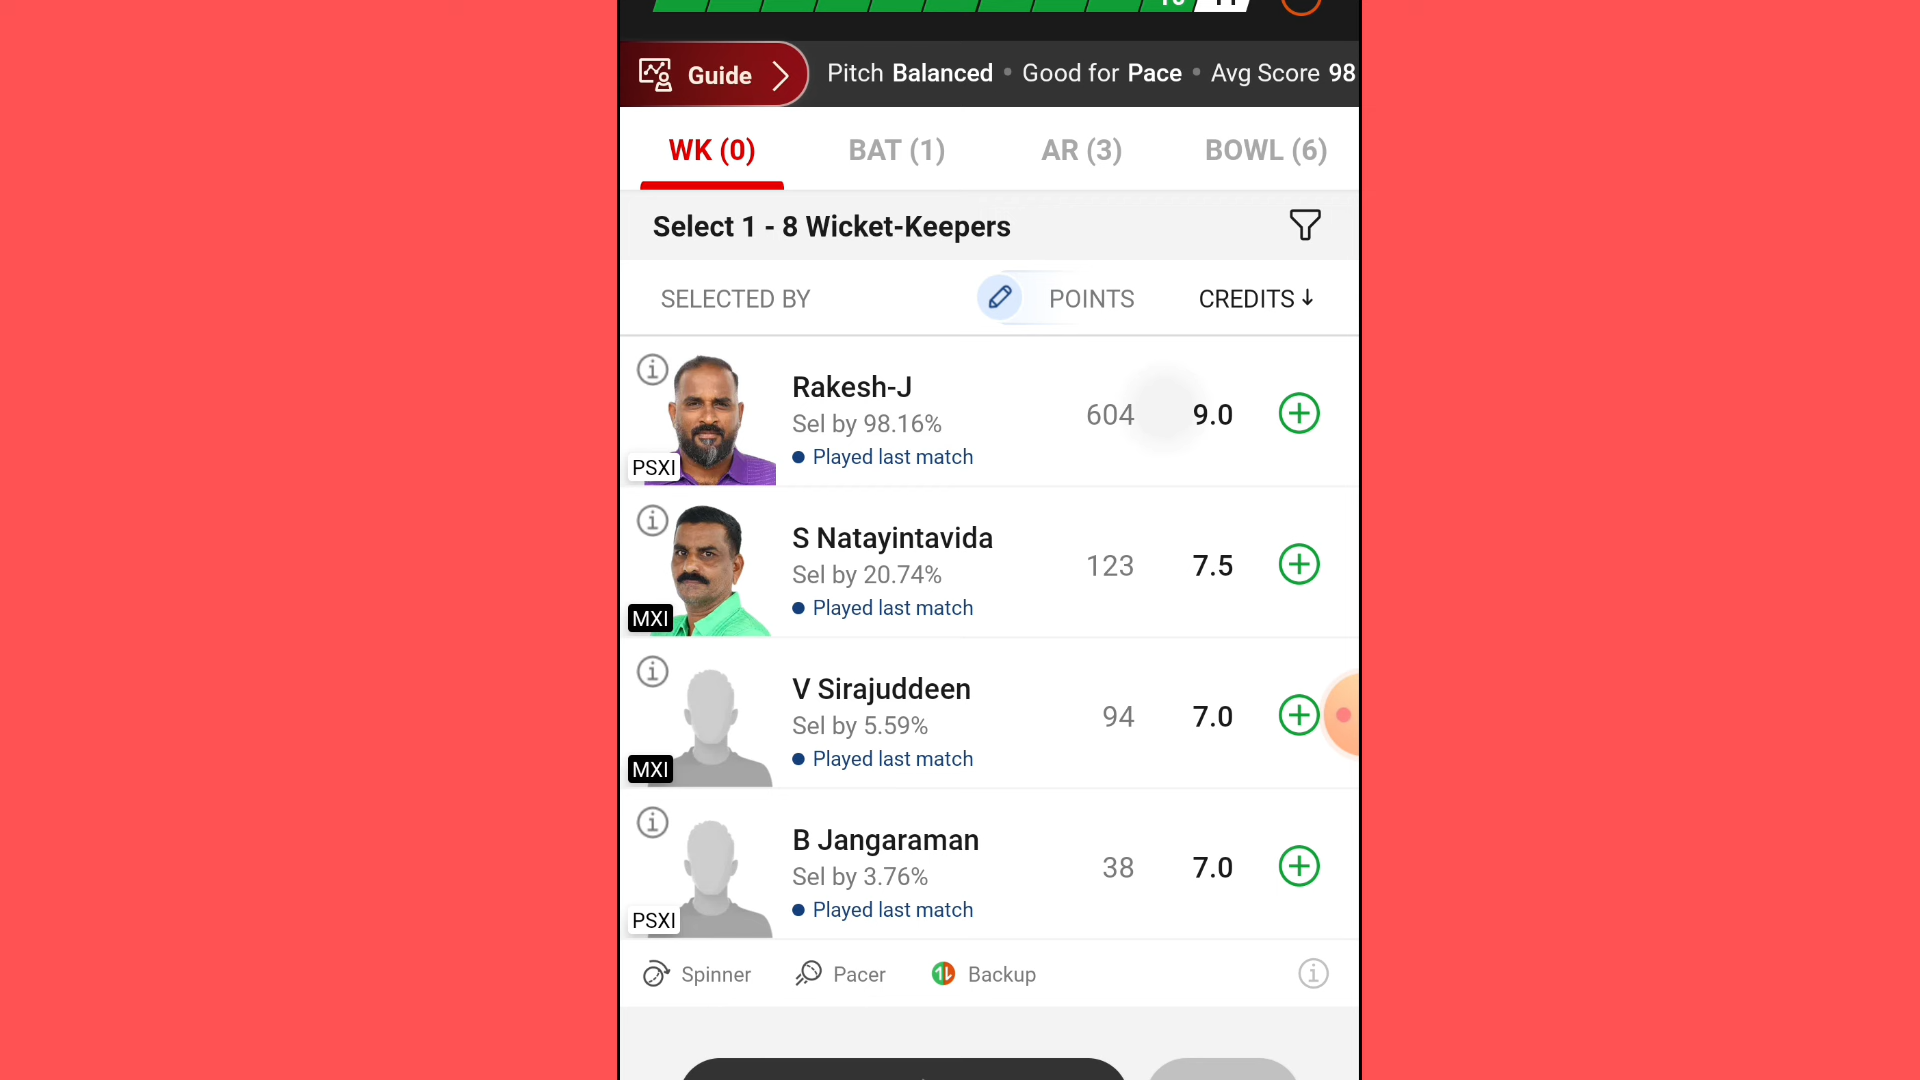 10 11
Guide
Pitch Balanced • Good for Pace • Avg Score 98
WK (0) BAT (1) AR (3) BOWL (6)
Select 1 - 8 Wicket-Keepers
SELECTED BY POINTS CREDITS ↓
Rakesh-J
Sel by 98.16%
Played last match
604 9.0
PSXI
S Natayintavida
Sel by 20.74%
Played last match
123 7.5
MXI
V Sirajuddeen
Sel by 5.59%
Played last match
94 7.0
MXI
B Jangaraman
Sel by 3.76%
Played last match
38 7.0
PSXI
Spinner Pacer Backup